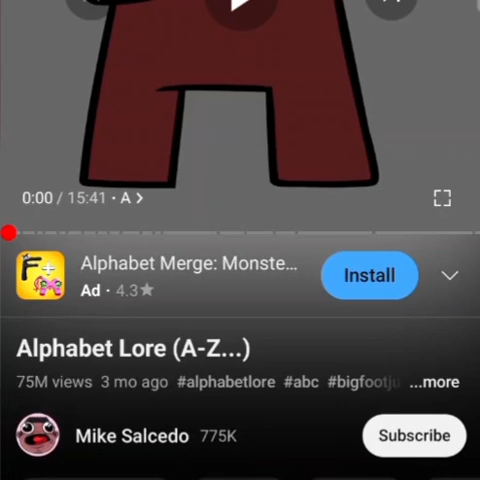 0:00 / 15:41 • A >
Alphabet Merge: Monste...
Ad · 4.3★
Install
Alphabet Lore (A-Z...)
75M views 3 mo ago #alphabetlore #abc #bigfootju ...more
Mike Salcedo 775K
Subscribe